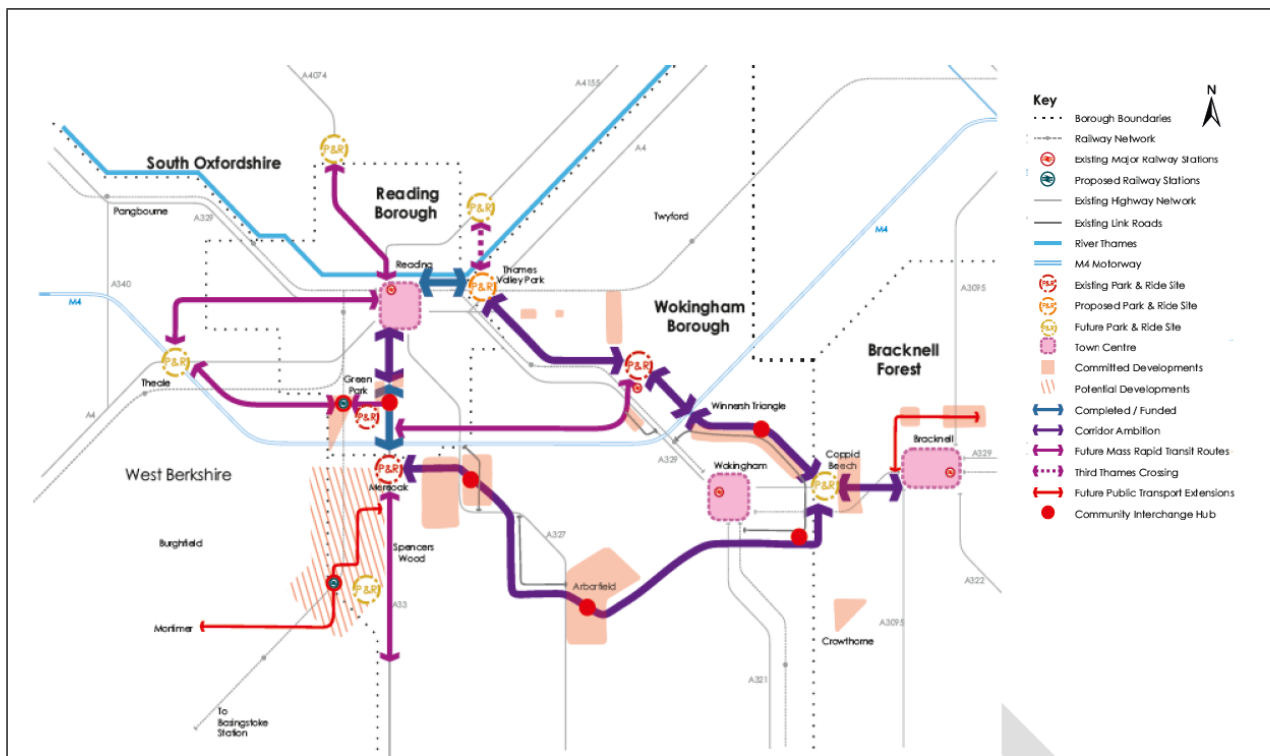 A4074
A4155
South Oxfordshire
P&R
Reading
Borough
A4
Pangbourne
A329
P&R
Twyford
M4
Reading
Thames
Valley Park
P&R
A340
M4
Wokingham
Borough
A3095
Bracknell
Forest
P&R
P&R
Theale
Green
Park
P&R
Winnersh Triangle
A4
A329
Coppid
Beech
Bracknell
A329
P&R
West Berkshire
Mereoak
Wokingham
P&R
Burghfield
Spencers
Wood
A327
Arborfield
P&R
A33
A322
Mortimer
Crowthorne
A3095
A321
To
Basingstoke
Station
Key
N
Borough Boundaries
Railway Network
Existing Major Railway Stations
Proposed Railway Stations
Existing Highway Network
Existing Link Roads
River Thames
M4 Motorway
P&R Existing Park & Ride Site
P&R Proposed Park & Ride Site
P&R Future Park & Ride Site
Town Centre
Committed Developments
Potential Developments
Completed / Funded
Corridor Ambition
Future Mass Rapid Transit Routes
Third Thames Crossing
Future Public Transport Extensions
Community Interchange Hub